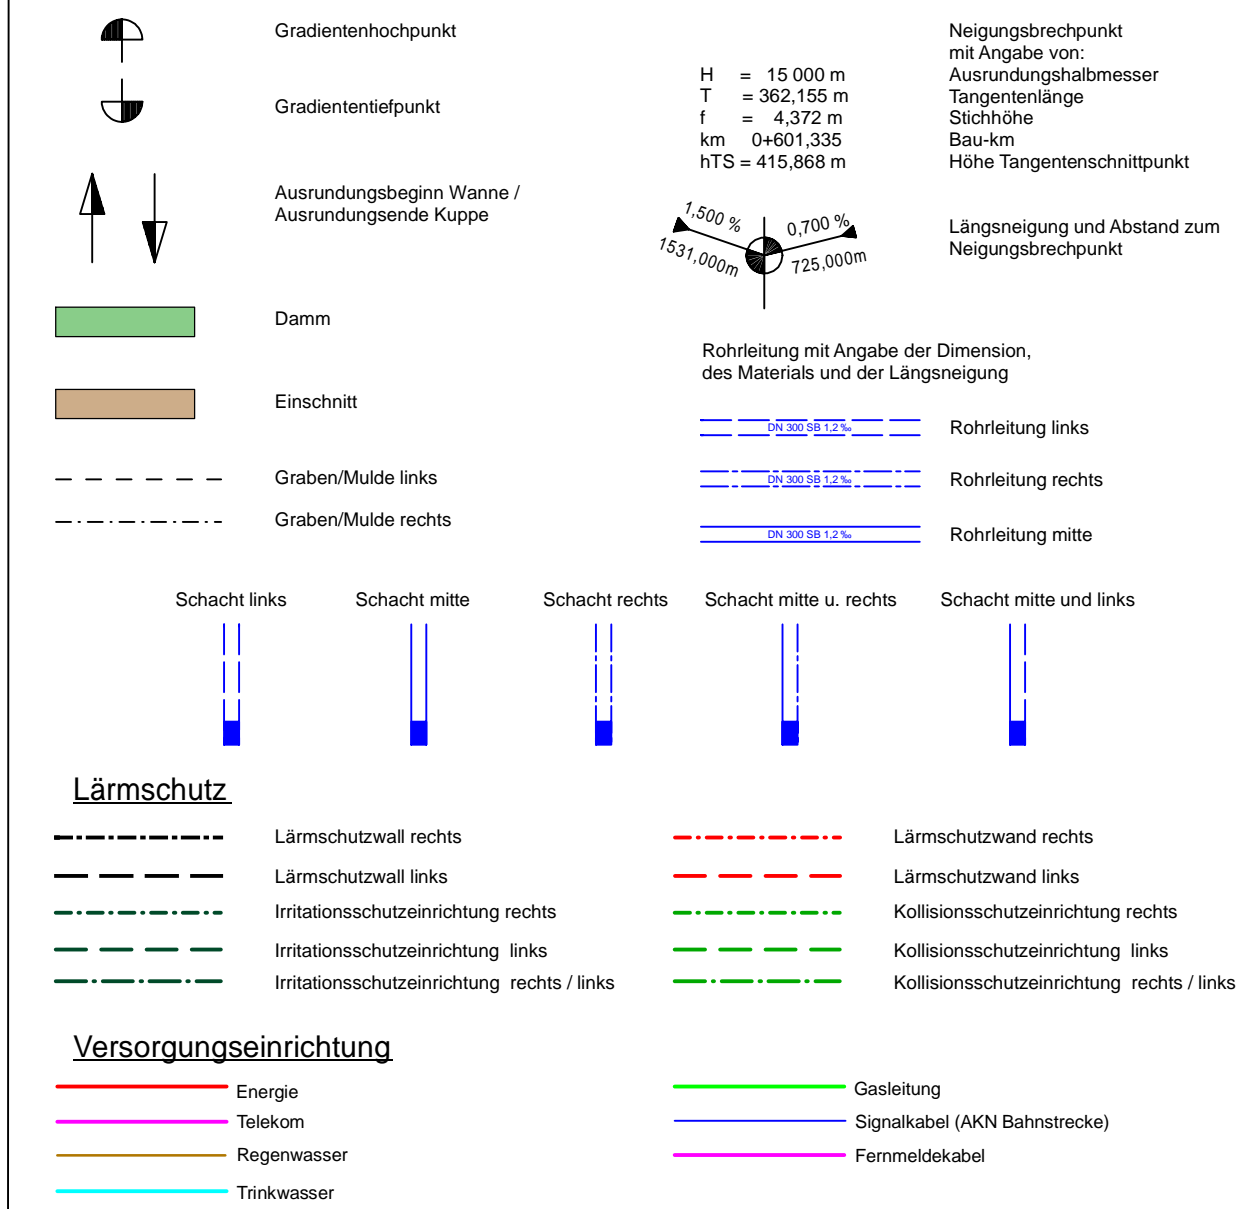 Gradientenhochpunkt
Gradiententiefpunkt
Ausrundungsbeginn Wanne /
Ausrundungsende Kuppe
Damm
Einschnitt
Graben/Mulde links
Graben/Mulde rechts
Neigungsbrechpunkt
mit Angabe von:
H = 15 000 m Ausrundungshalbmesser
T = 362,155 m Tangentenlänge
f = 4,372 m Stichhöhe
km 0+601,335 Bau-km
hTS = 415,868 m Höhe Tangentenschnittpunkt
1,500 %
1531,000m
0,700 %
725,000m
Längsneigung und Abstand zum
Neigungsbrechpunkt
Rohrleitung mit Angabe der Dimension,
des Materials und der Längsneigung
DN 300 SB 1,2 ‰ Rohrleitung links
DN 300 SB 1,2 ‰ Rohrleitung rechts
DN 300 SB 1,2 ‰ Rohrleitung mitte
Schacht links
Schacht mitte
Schacht rechts
Schacht mitte u. rechts
Schacht mitte und links
Lärmschutz
Lärmschutzwall rechts
Lärmschutzwall links
Irritationsschutzeinrichtung rechts
Irritationsschutzeinrichtung links
Irritationsschutzeinrichtung rechts / links
Lärmschutzwand rechts
Lärmschutzwand links
Kollisionsschutzeinrichtung rechts
Kollisionsschutzeinrichtung links
Kollisionsschutzeinrichtung rechts / links
Versorgungseinrichtung
Energie
Telekom
Regenwasser
Trinkwasser
Gasleitung
Signalkabel (AKN Bahnstrecke)
Fernmeldekabel